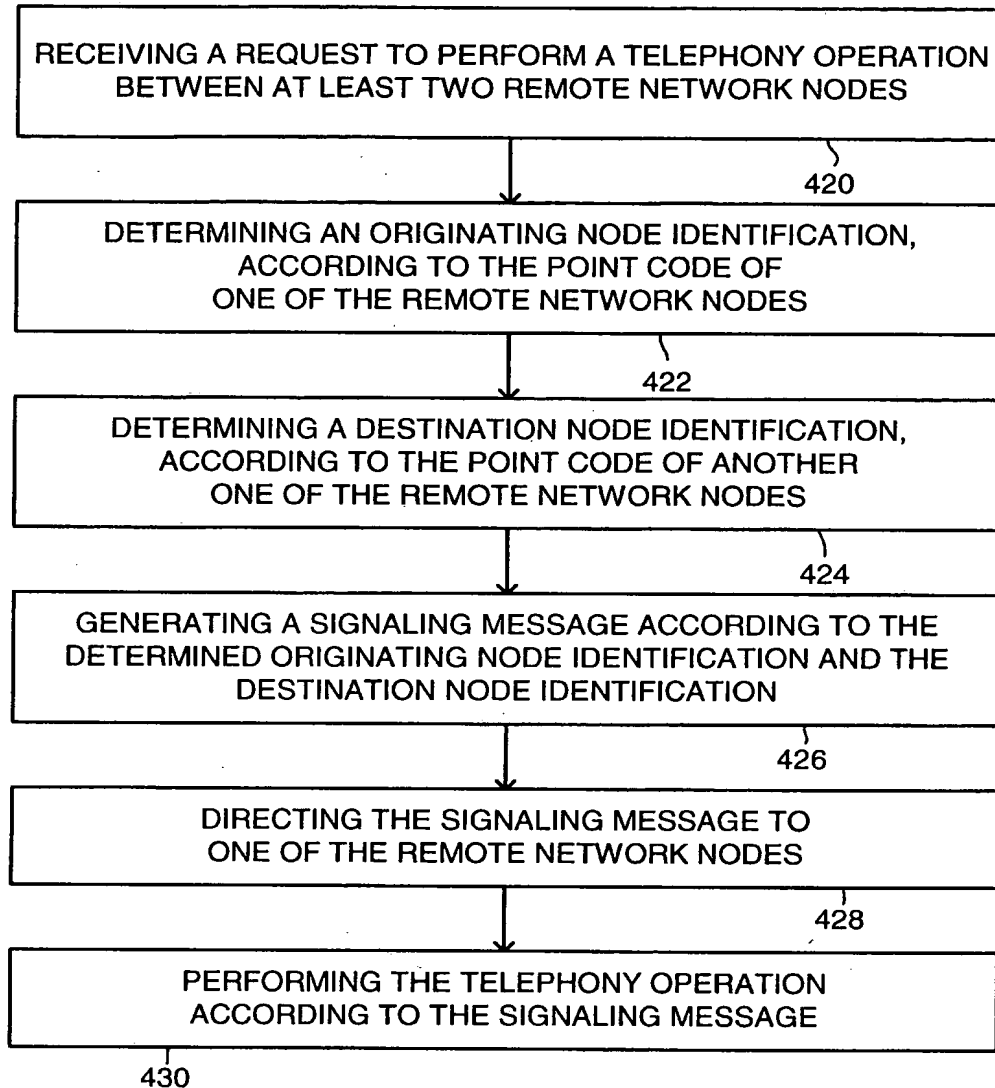 RECEIVING A REQUEST TO PERFORM A TELEPHONY OPERATION
BETWEEN AT LEAST TWO REMOTE NETWORK NODES
420
DETERMINING AN ORIGINATING NODE IDENTIFICATION,
ACCORDING TO THE POINT CODE OF
ONE OF THE REMOTE NETWORK NODES
422
DETERMINING A DESTINATION NODE IDENTIFICATION,
ACCORDING TO THE POINT CODE OF ANOTHER
ONE OF THE REMOTE NETWORK NODES
424
GENERATING A SIGNALING MESSAGE ACCORDING TO THE
DETERMINED ORIGINATING NODE IDENTIFICATION AND THE
DESTINATION NODE IDENTIFICATION
426
DIRECTING THE SIGNALING MESSAGE TO
ONE OF THE REMOTE NETWORK NODES
428
PERFORMING THE TELEPHONY OPERATION
ACCORDING TO THE SIGNALING MESSAGE
430